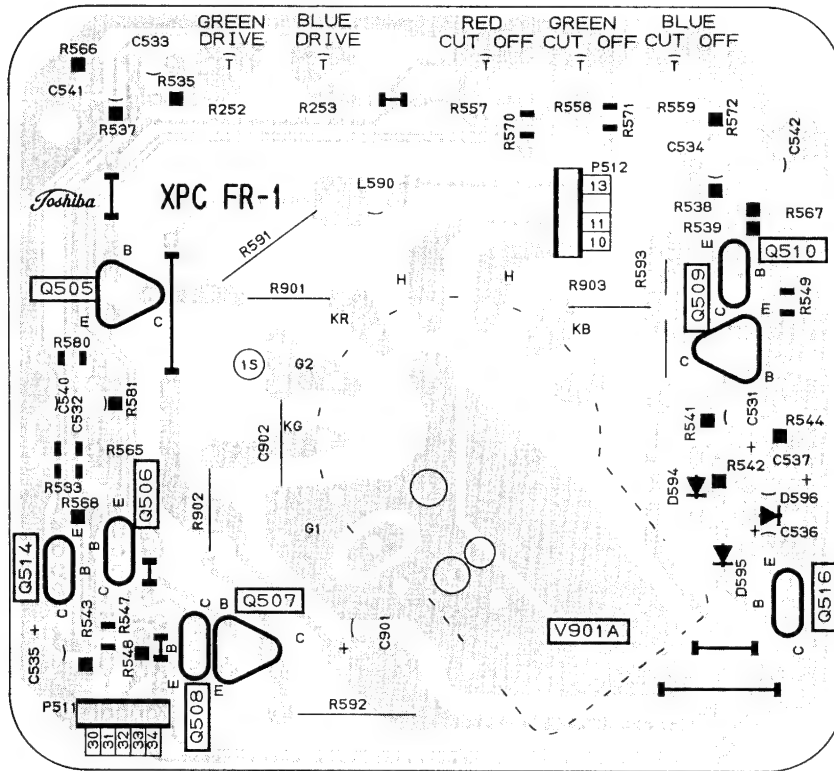 GREEN DRIVE
BLUE DRIVE
RED CUT OFF
GREEN CUT OFF
BLUE CUT OFF
T
T
T
T
T
R566
C533
C541
R535
R537
R252
R253
R557
R570
R558
R571
R559
R572
C534
C542
P512
13
11
10
Toshiba
XPC FR-1
L590
R538
R567
R539
R591
E
Q510
B
Q505
B
E
C
R901
H
H
R903
R593
Q509
C
E
B
C
R549
KR
KB
R580
1S
G2
C540
C532
R581
KG
C902
C531
R541
R544
R565
R533
R568
Q506
E
B
C
R902
G1
D594
R542
C537
D596
C536
+
+
+
Q514
E
B
C
D595
E
B
C
Q516
R543
R547
R548
C535
+
B
C
E
Q507
B
C
E
Q508
C901
+
V901A
R592
P511
30
31
32
33
34